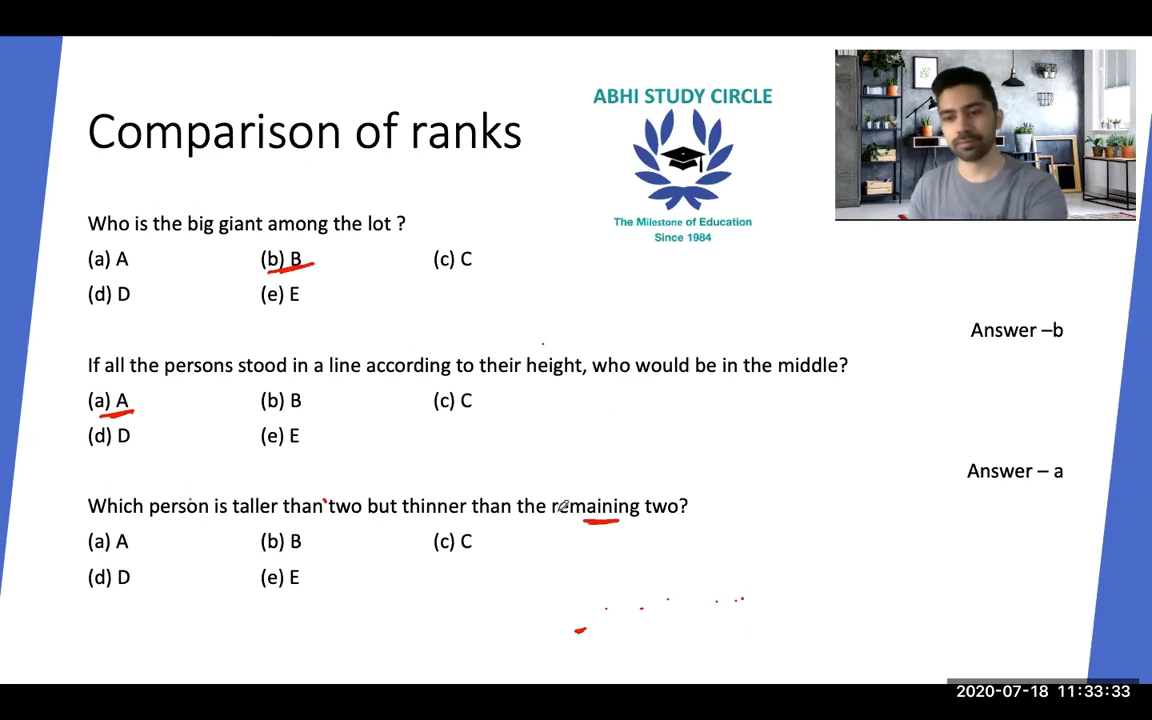 ABHI STUDY CIRCLE
Comparison of ranks
The Milestone of Education
Since 1984
Who is the big giant among the lot ?
(a) A (b) B (c) C
(d) D (e) E
Answer –b
If all the persons stood in a line according to their height, who would be in the middle?
(a) A (b) B (c) C
(d) D (e) E
Answer – a
Which person is taller than two but thinner than the remaining two?
(a) A (b) B (c) C
(d) D (e) E
2020-07-18 11:33:33